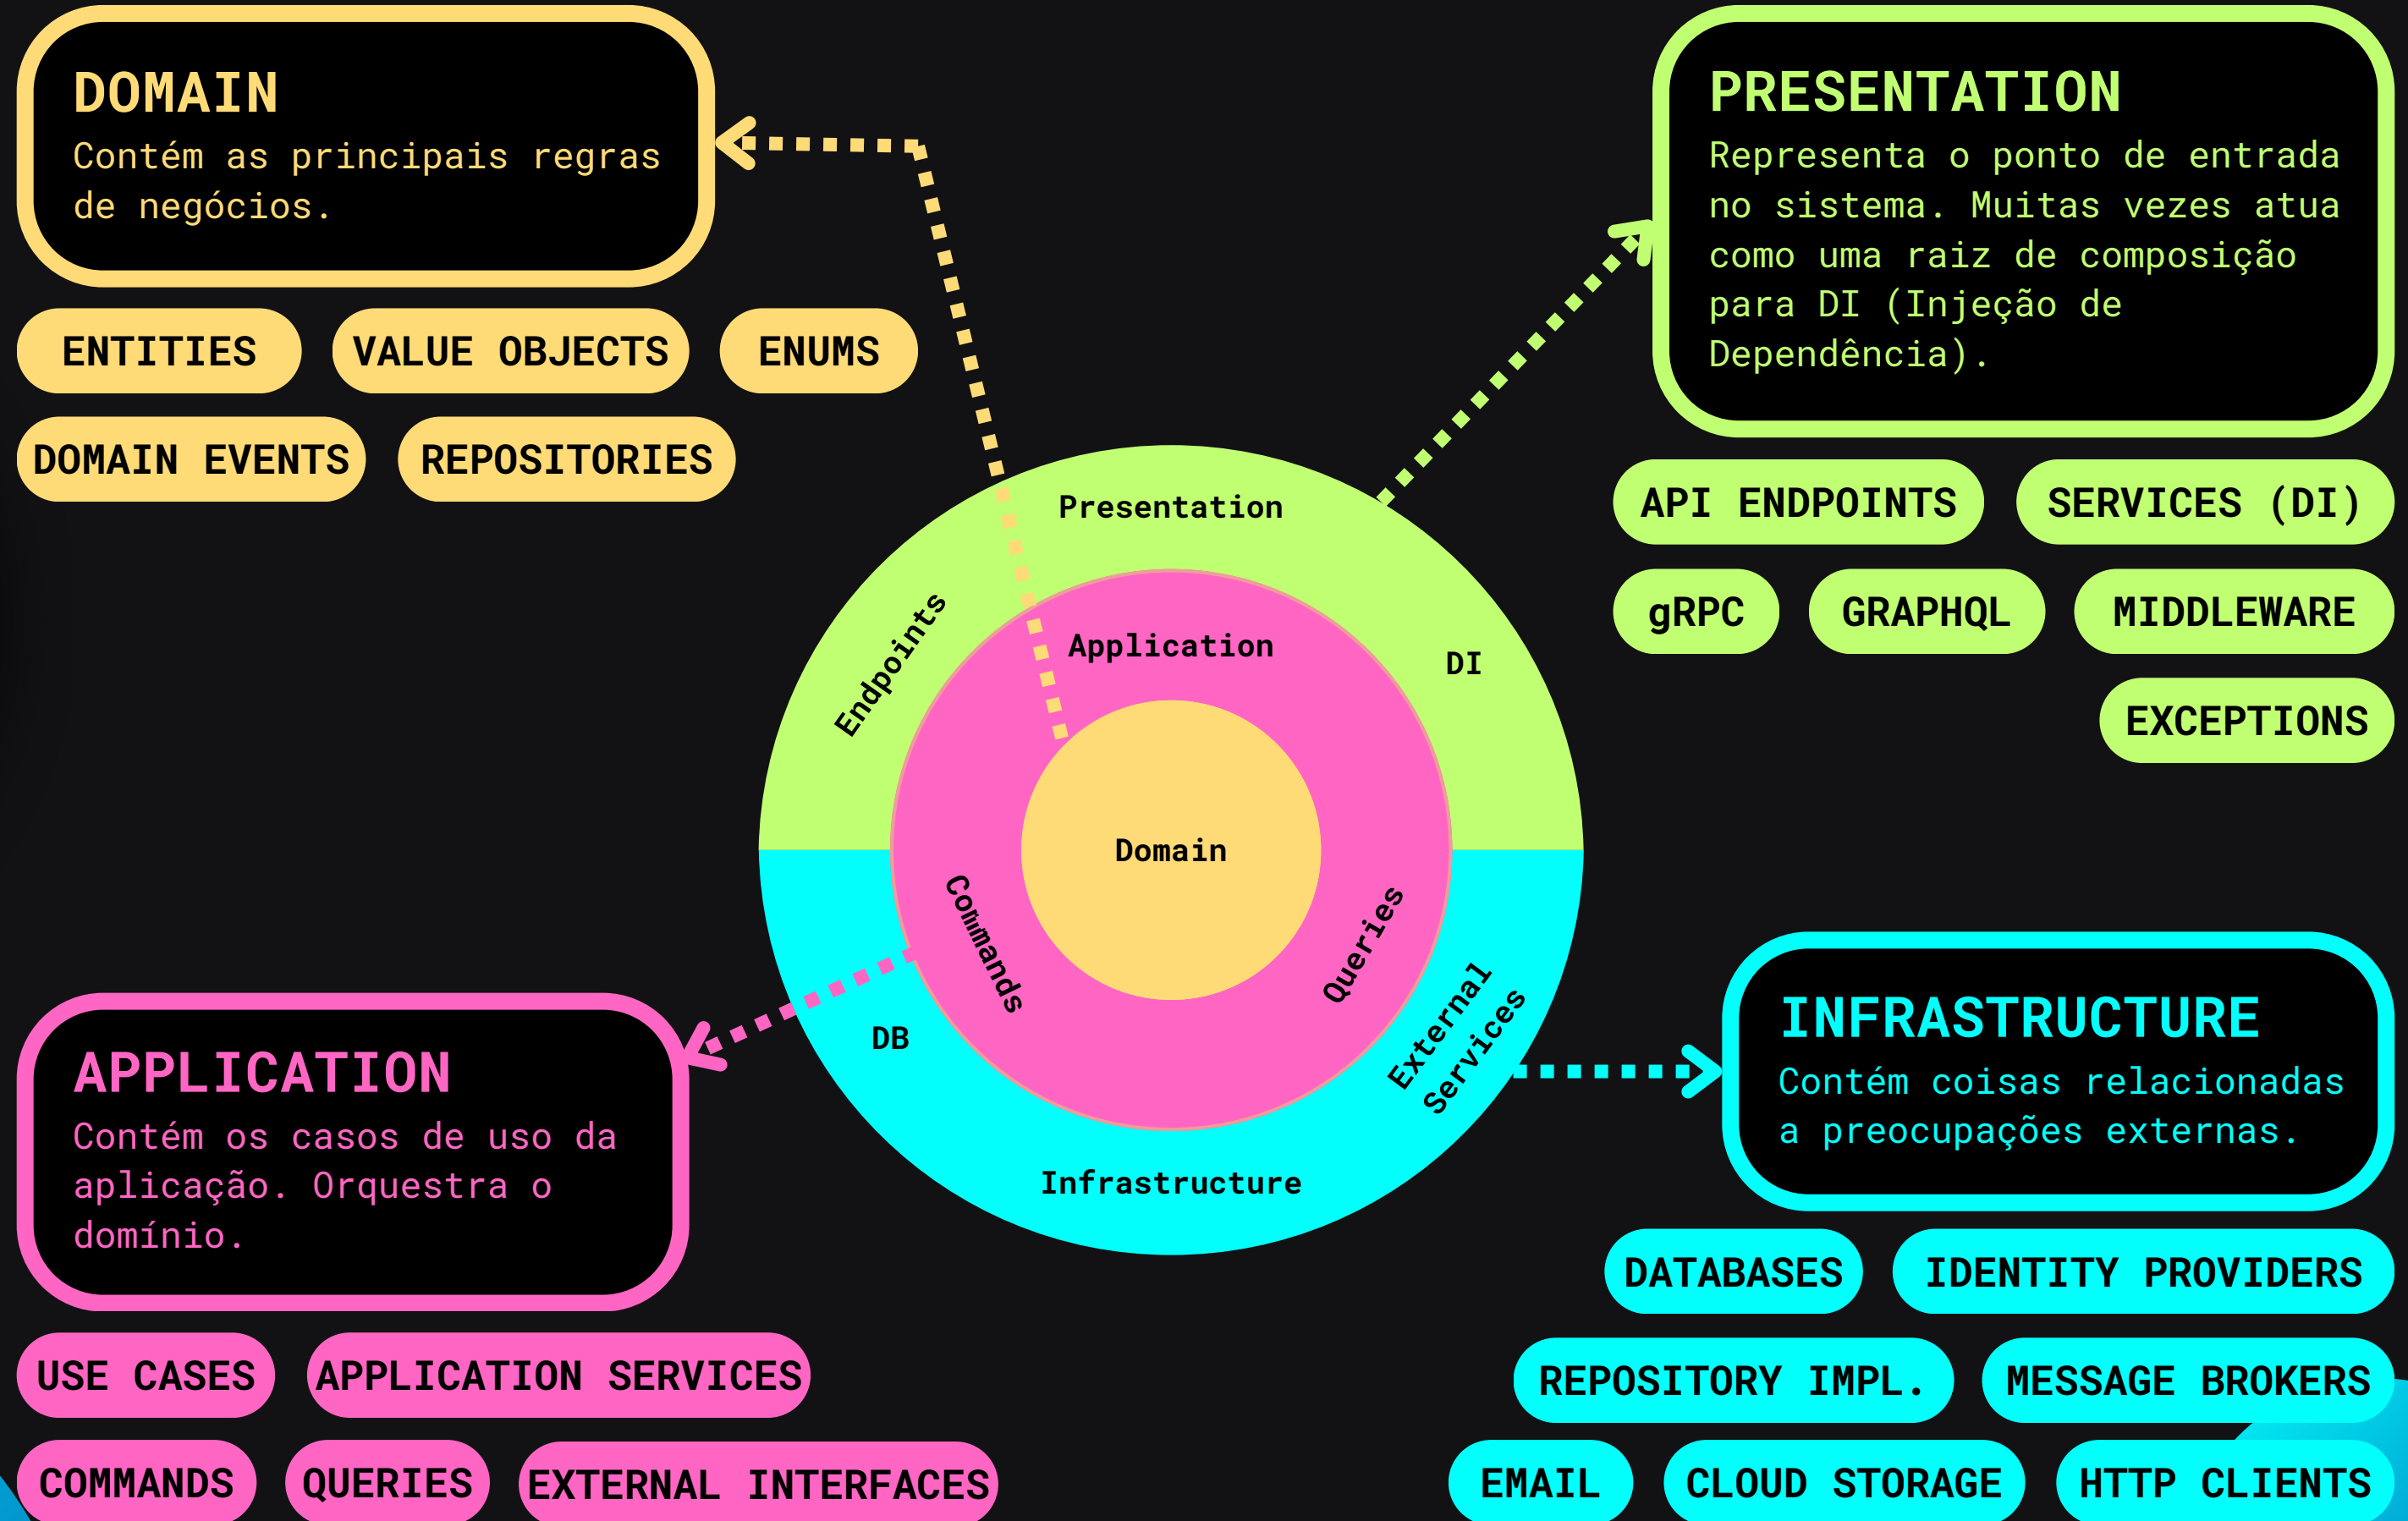 DOMAIN
Contém as principais regras
de negócios.
ENTITIES
VALUE OBJECTS
ENUMS
DOMAIN EVENTS
REPOSITORIES
PRESENTATION
Representa o ponto de entrada
no sistema. Muitas vezes atua
como uma raiz de composição
para DI (Injeção de
Dependência).
API ENDPOINTS
SERVICES (DI)
gRPC
GRAPHQL
MIDDLEWARE
EXCEPTIONS
Presentation
Endpoints
DI
Application
Commands
Queries
Domain
DB
External
Services
Infrastructure
APPLICATION
Contém os casos de uso da
aplicação. Orquestra o
domínio.
USE CASES
APPLICATION SERVICES
COMMANDS
QUERIES
EXTERNAL INTERFACES
INFRASTRUCTURE
Contém coisas relacionadas
a preocupações externas.
DATABASES
IDENTITY PROVIDERS
REPOSITORY IMPL.
MESSAGE BROKERS
EMAIL
CLOUD STORAGE
HTTP CLIENTS